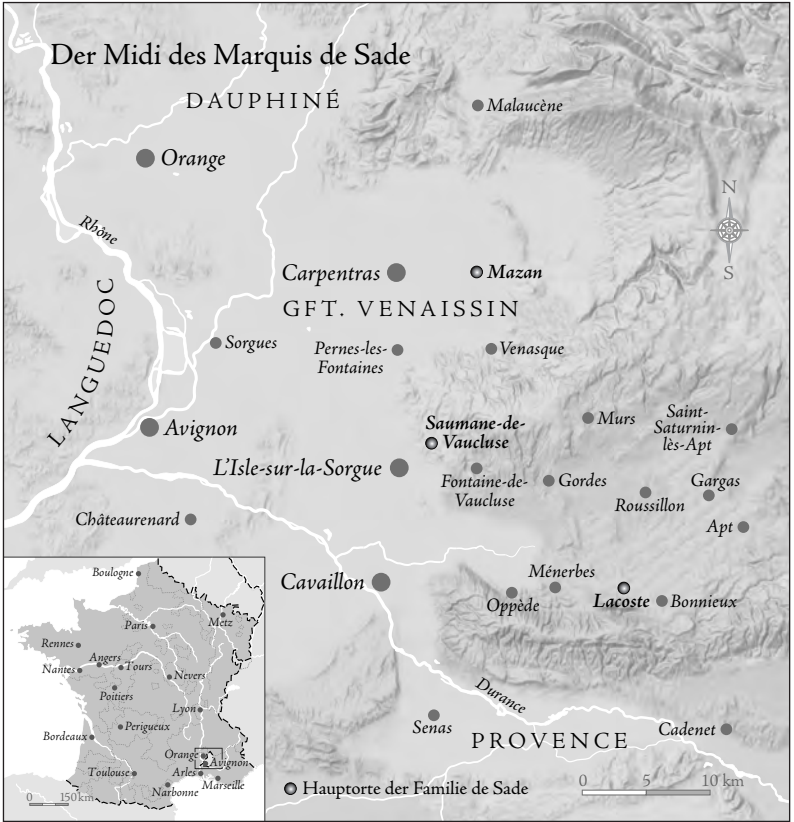 Der Midi des Marquis de Sade
DAUPHINÉ
Malaucène
Orange
N
S
Rhône
Carpentras
Mazan
GFT. VENAISSIN
LANGUEDOC
Sorgues
Pernes-les-
Fontaines
Venasque
Avignon
Saumane-de-
Vaucluse
Murs
Saint-
Saturnin-
lès-Apt
L'Isle-sur-la-Sorgue
Fontaine-de-
Vaucluse
Gordes
Roussillon
Gargas
Châteaurenard
Apt
Cavaillon
Oppède
Ménerbes
Lacoste
Bonnieux
Durance
Senas
PROVENCE
Cadenet
Hauptorte der Familie de Sade
0 5 10 km
Boulogne
Paris
Metz
Rennes
Angers
Nantes
Tours
Nevers
Poitiers
Lyon
Perigueux
Bordeaux
Orange
Avignon
Toulouse
Arles
Marseille
Narbonne
0 150 km